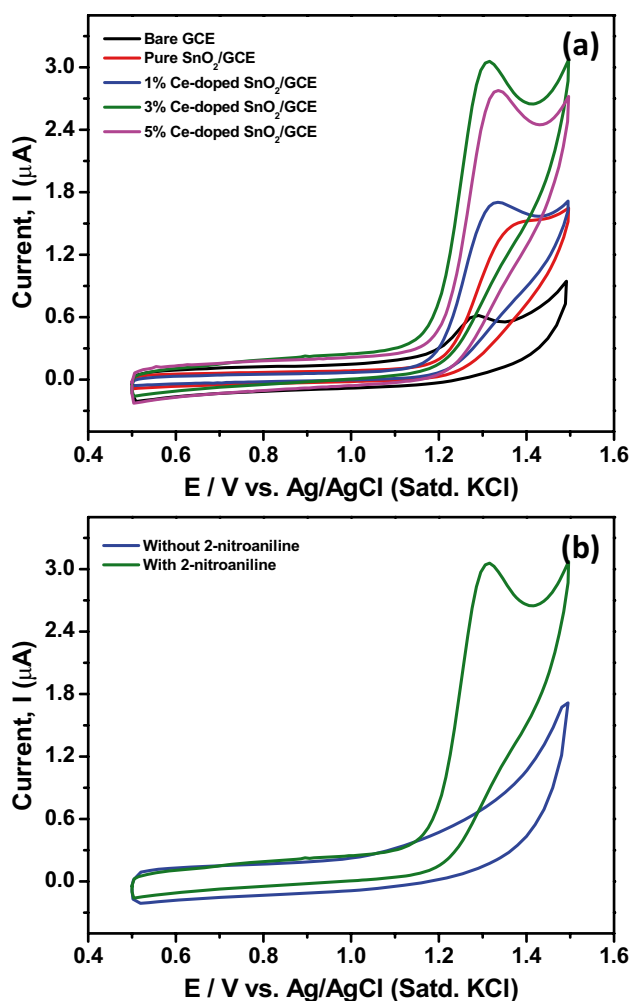 (a)
Bare GCE
Pure SnO₂/GCE
1% Ce-doped SnO₂/GCE
3% Ce-doped SnO₂/GCE
5% Ce-doped SnO₂/GCE
3.0
2.4
1.8
1.2
0.6
0.0
Current, I (μA)
0.4 0.6 0.8 1.0 1.2 1.4 1.6
E / V vs. Ag/AgCl (Satd. KCl)
(b)
Without 2-nitroaniline
With 2-nitroaniline
3.0
2.4
1.8
1.2
0.6
0.0
Current, I (μA)
0.4 0.6 0.8 1.0 1.2 1.4 1.6
E / V vs. Ag/AgCl (Satd. KCl)